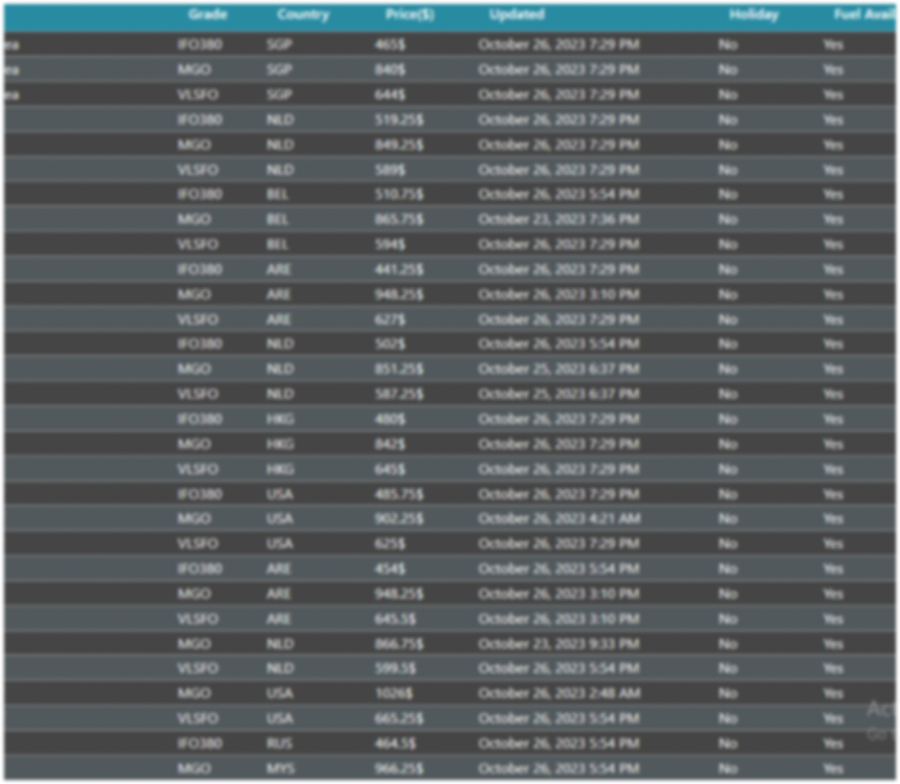 Grade Country Price($) Updated Holiday Fuel Avail
ea IFO380 SGP 465$ October 26, 2023 7:29 PM No Yes
ea MGO SGP 840$ October 26, 2023 7:29 PM No Yes
ea VLSFO SGP 644$ October 26, 2023 7:29 PM No Yes
IFO380 NLD 519.25$ October 26, 2023 7:29 PM No Yes
MGO NLD 849.25$ October 26, 2023 7:29 PM No Yes
VLSFO NLD 589$ October 26, 2023 7:29 PM No Yes
IFO380 BEL 510.75$ October 26, 2023 5:54 PM No Yes
MGO BEL 865.75$ October 23, 2023 7:36 PM No Yes
VLSFO BEL 594$ October 26, 2023 7:29 PM No Yes
IFO380 ARE 441.25$ October 26, 2023 7:29 PM No Yes
MGO ARE 948.25$ October 26, 2023 3:10 PM No Yes
VLSFO ARE 627$ October 26, 2023 7:29 PM No Yes
IFO380 NLD 502$ October 26, 2023 5:54 PM No Yes
MGO NLD 851.25$ October 25, 2023 6:37 PM No Yes
VLSFO NLD 587.25$ October 25, 2023 6:37 PM No Yes
IFO380 HKG 480$ October 26, 2023 7:29 PM No Yes
MGO HKG 842$ October 26, 2023 7:29 PM No Yes
VLSFO HKG 645$ October 26, 2023 7:29 PM No Yes
IFO380 USA 485.75$ October 26, 2023 7:29 PM No Yes
MGO USA 902.25$ October 26, 2023 4:21 AM No Yes
VLSFO USA 625$ October 26, 2023 7:29 PM No Yes
IFO380 ARE 454$ October 26, 2023 5:54 PM No Yes
MGO ARE 948.25$ October 26, 2023 3:10 PM No Yes
VLSFO ARE 645.5$ October 26, 2023 3:10 PM No Yes
MGO NLD 866.75$ October 23, 2023 9:33 PM No Yes
VLSFO NLD 599.5$ October 26, 2023 5:54 PM No Yes
MGO USA 1026$ October 26, 2023 2:48 AM No Yes
VLSFO USA 665.25$ October 26, 2023 5:54 PM No Yes
Act
IFO380 RUS 464.5$ October 26, 2023 5:54 PM No Yes
Go t
MGO MYS 966.25$ October 26, 2023 5:54 PM No Yes